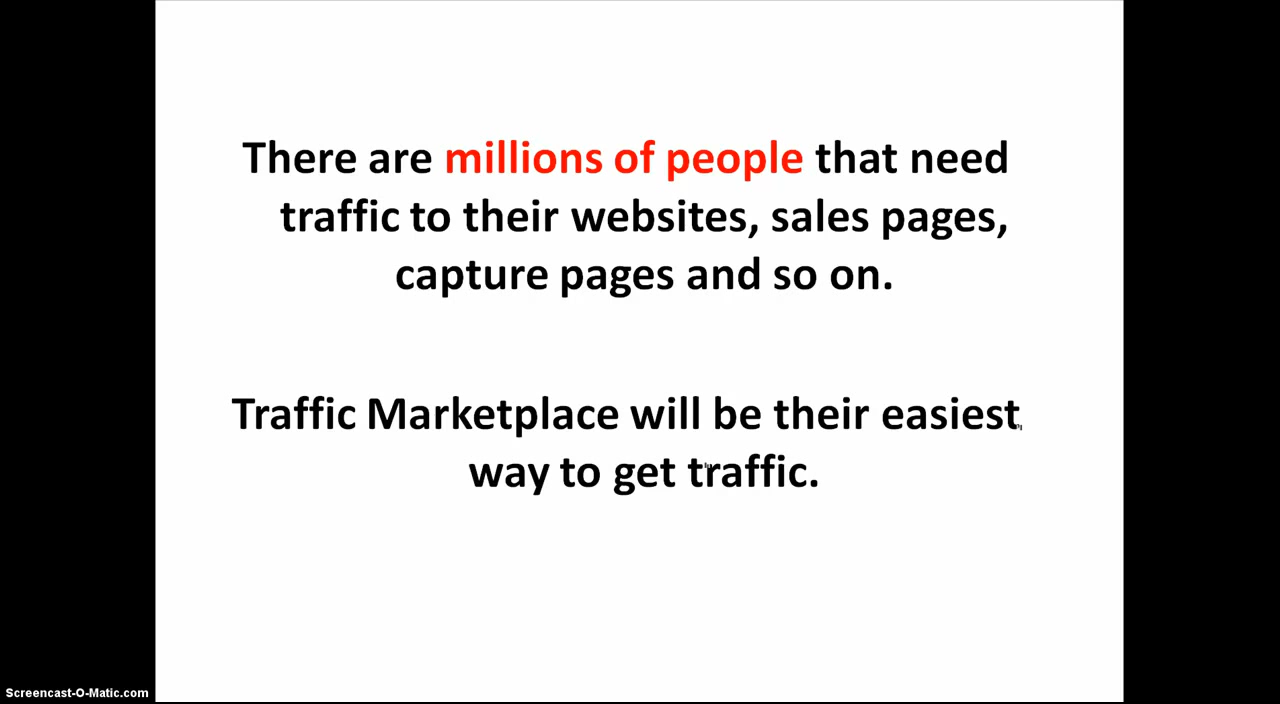 There are millions of people that need
traffic to their websites, sales pages,
capture pages and so on.
Traffic Marketplace will be their easiest
way to get traffic.
Screencast-O-Matic.com